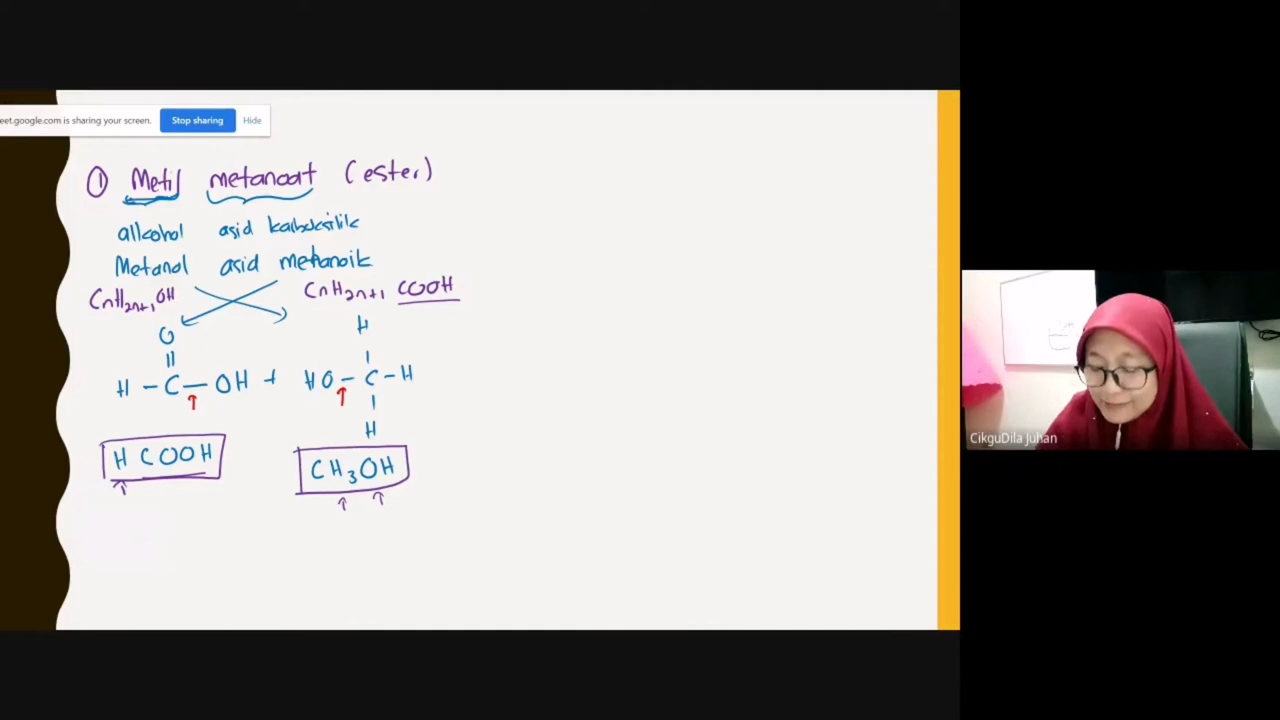 eet.google.com is sharing your screen. Stop sharing Hide
① Metil metanoat (ester)
alkohol asid karboksilik
Metanol asid metanoik
CnH2n+1OH CnH2n+1 COOH
O H
|| |
H - C - OH + HO - C - H
|
H
H COOH CH3OH
CikguDila Juhan